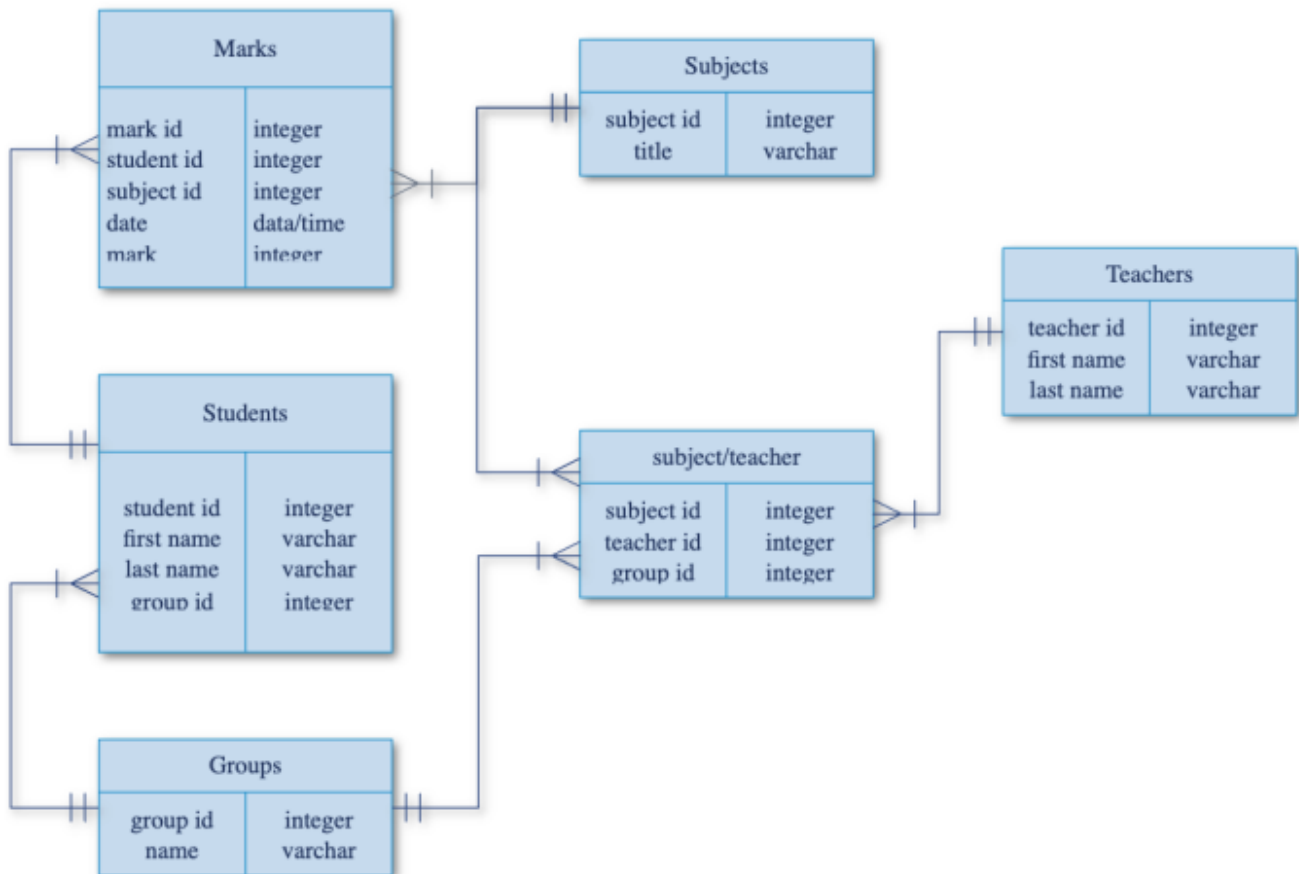 Marks
mark id integer
student id integer
subject id integer
date data/time
mark integer
Subjects
subject id integer
title varchar
Teachers
teacher id integer
first name varchar
last name varchar
Students
student id integer
first name varchar
last name varchar
group id integer
subject/teacher
subject id integer
teacher id integer
group id integer
Groups
group id integer
name varchar